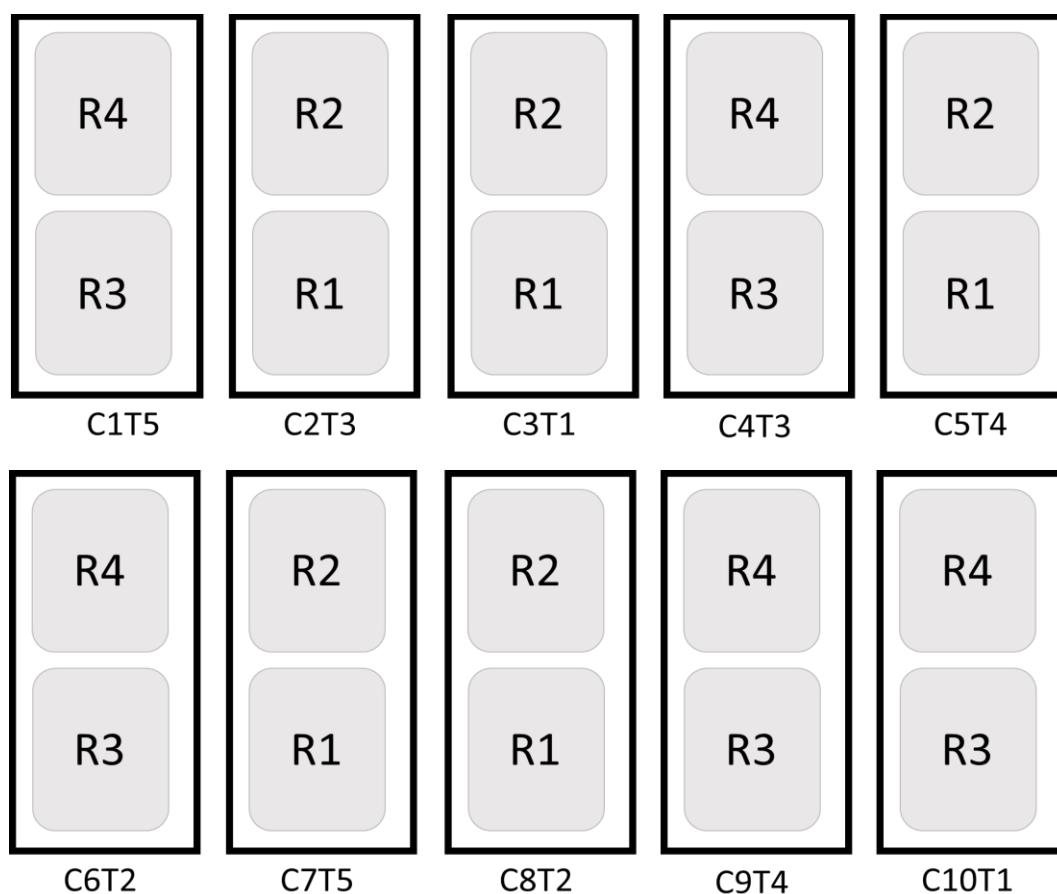 R4 R2 R2 R4 R2
R3 R1 R1 R3 R1
C1T5 C2T3 C3T1 C4T3 C5T4
R4 R2 R2 R4 R4
R3 R1 R1 R3 R3
C6T2 C7T5 C8T2 C9T4 C10T1